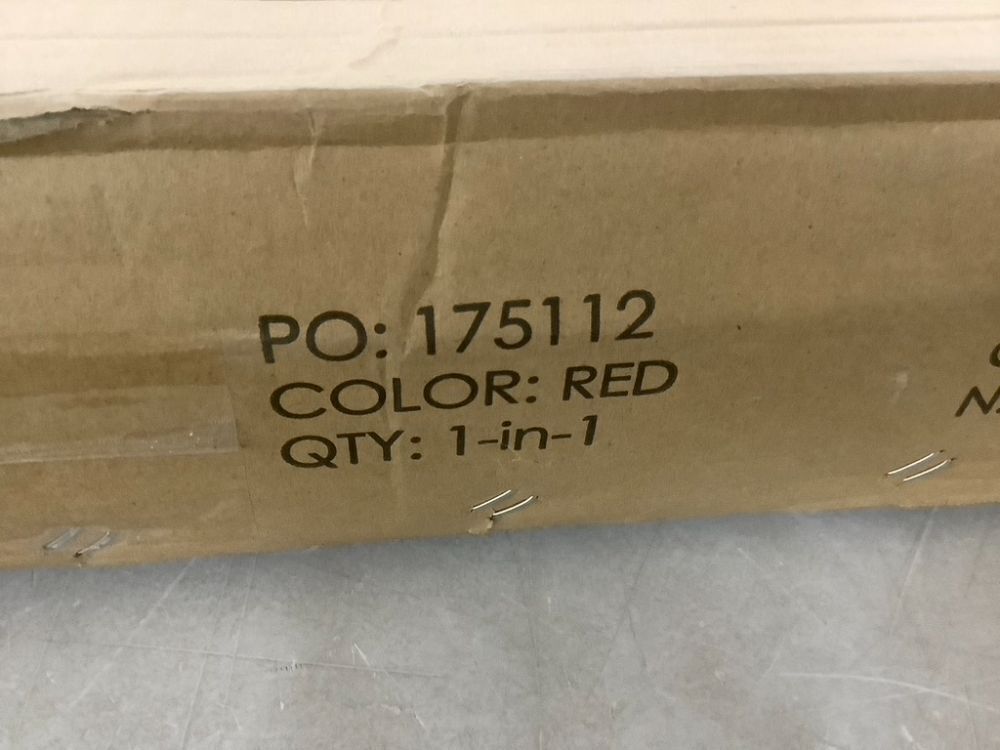 PO: 175112
COLOR: RED
QTY: 1-in-1